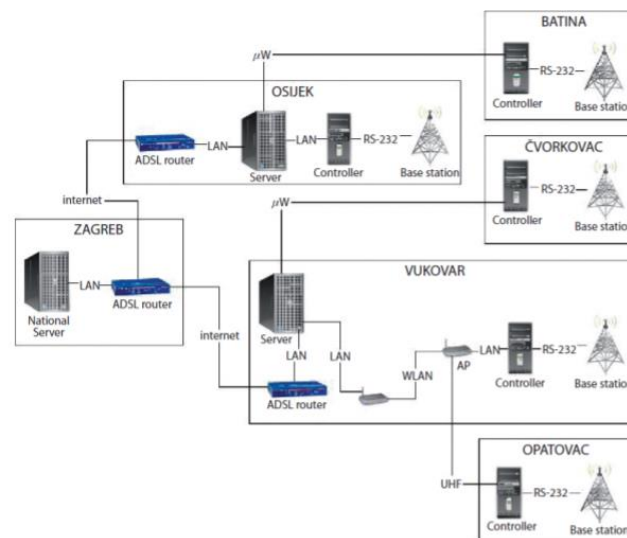 BATINA
µW
RS-232
Controller
Base station
OSIJEK
LAN
LAN
RS-232
ADSL router
Server
Controller
Base station
ČVORKOVAC
RS-232
Controller
Base station
internet
µW
ZAGREB
LAN
ADSL router
National
Server
VUKOVAR
internet
Server
LAN
LAN
WLAN
AP
LAN
RS-232
Controller
Base station
ADSL router
OPATOVAC
UHF
RS-232
Controller
Base station